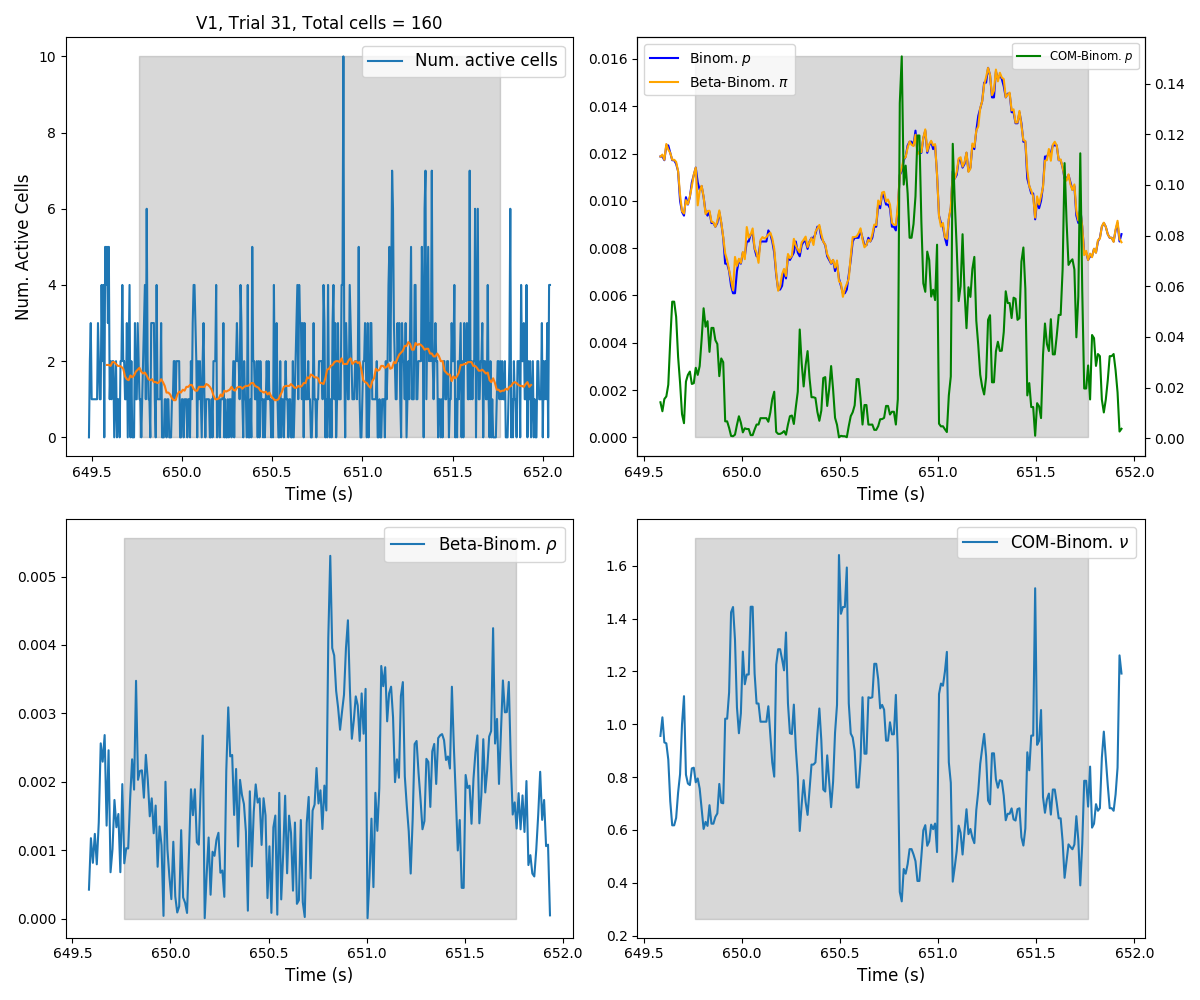 V1, Trial 31, Total cells = 160
Num. active cells
Num. Active Cells
10
8
6
4
2
0
649.5 650.0 650.5 651.0 651.5 652.0
Time (s)
Binom. p
Beta-Binom. π
COM-Binom. p
0.016
0.014
0.012
0.010
0.008
0.006
0.004
0.002
0.000
0.14
0.12
0.10
0.08
0.06
0.04
0.02
0.00
649.5 650.0 650.5 651.0 651.5 652.0
Time (s)
Beta-Binom. ρ
0.005
0.004
0.003
0.002
0.001
0.000
649.5 650.0 650.5 651.0 651.5 652.0
Time (s)
COM-Binom. ν
1.6
1.4
1.2
1.0
0.8
0.6
0.4
0.2
649.5 650.0 650.5 651.0 651.5 652.0
Time (s)